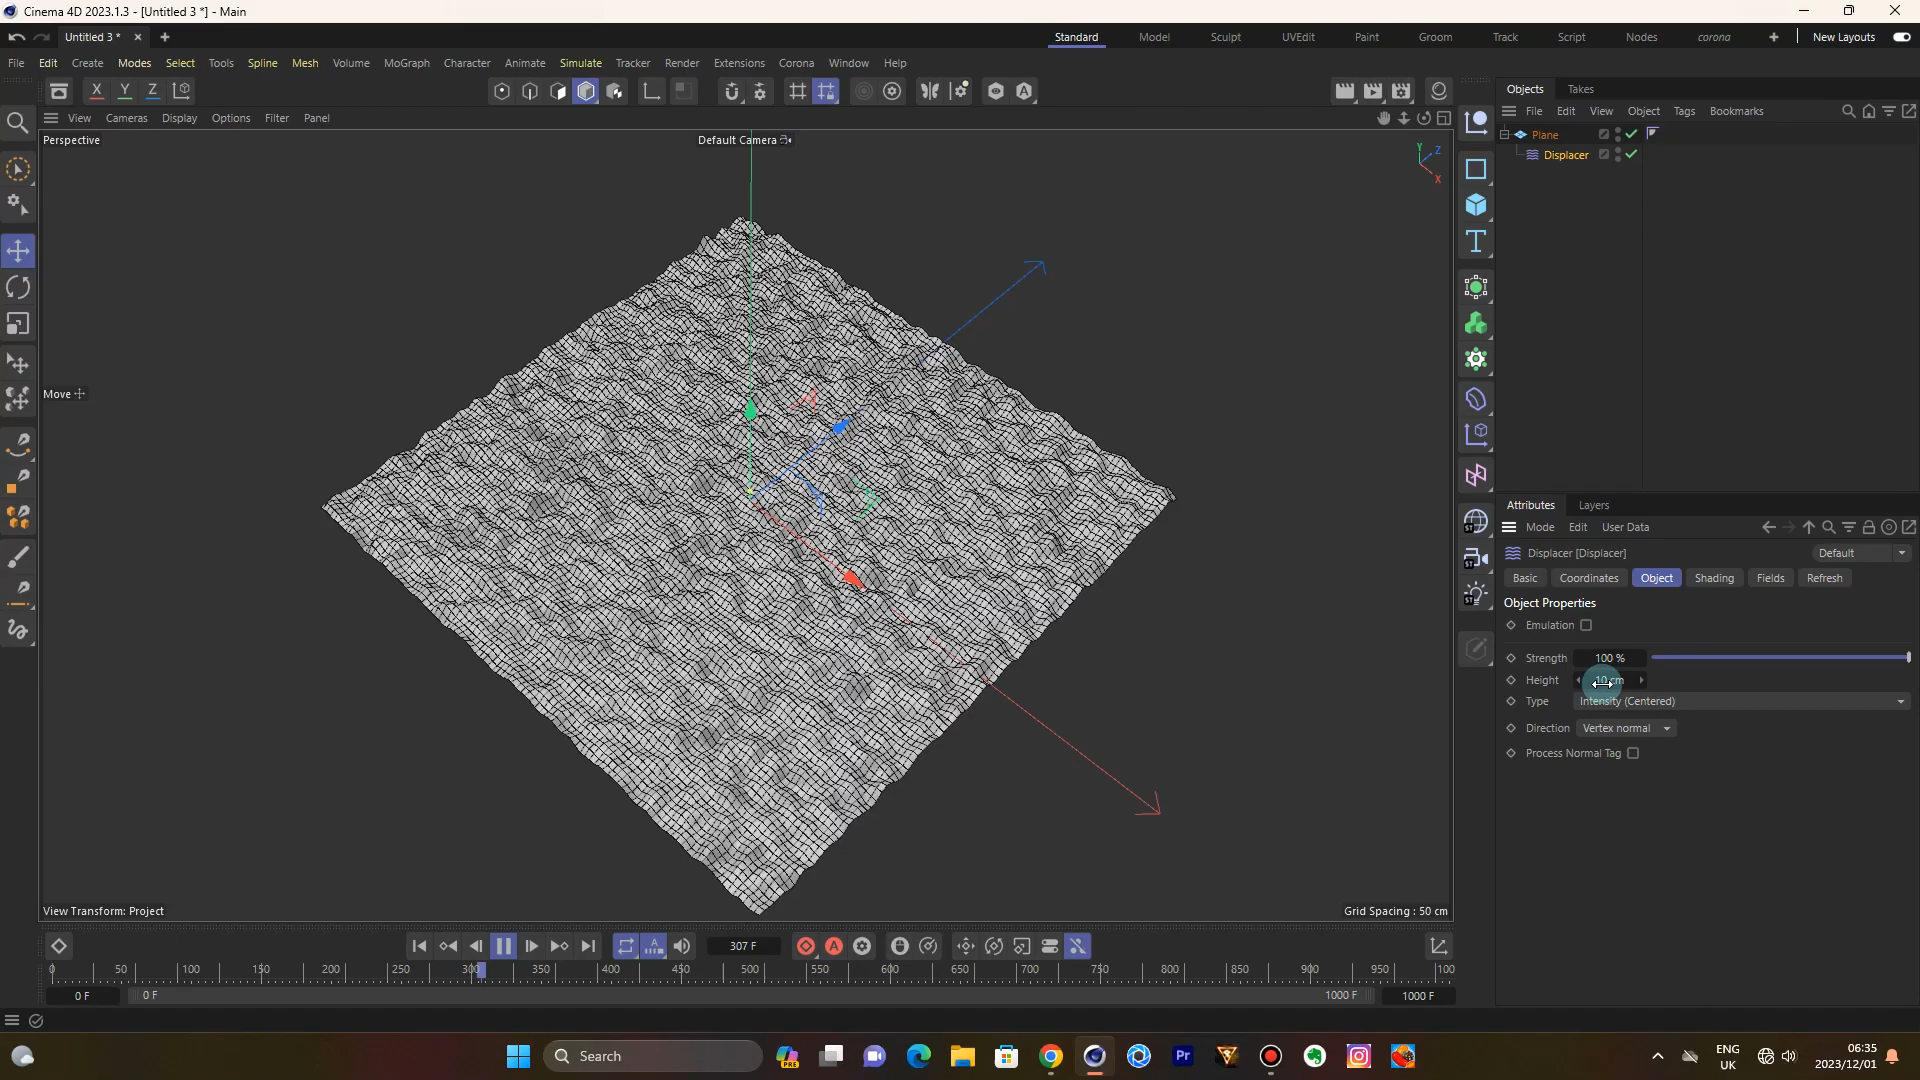 Cinema 4D 2023.1.3 - [Untitled 3 *] - Main
Untitled 3 *
Standard Model Sculpt UVEdit Paint Groom Track Script Nodes corona New Layouts
File Edit Create Modes Select Tools Spline Mesh Volume MoGraph Character Animate Simulate Tracker Render Extensions Corona Window Help
X Y Z
Objects Takes
View Cameras Display Options Filter Panel
File Edit View Object Tags Bookmarks
Perspective
Default Camera
Plane
Displacer
Y
Z
X
Move
Attributes Layers
Mode Edit User Data
Displacer [Displacer]
Default
Basic Coordinates Object Shading Fields Refresh
Object Properties
Emulation
Strength 100 %
Height 10 cm
Type Intensity (Centered)
Direction Vertex normal
Process Normal Tag
View Transform: Project
Grid Spacing : 50 cm
307 F
0 50 100 150 200 250 300 350 400 450 500 550 600 650 700 750 800 850 900 950 100
0 F 0 F 1000 F 1000 F
Search
PRE
Pr
ENG
UK
06:35
2023/12/01